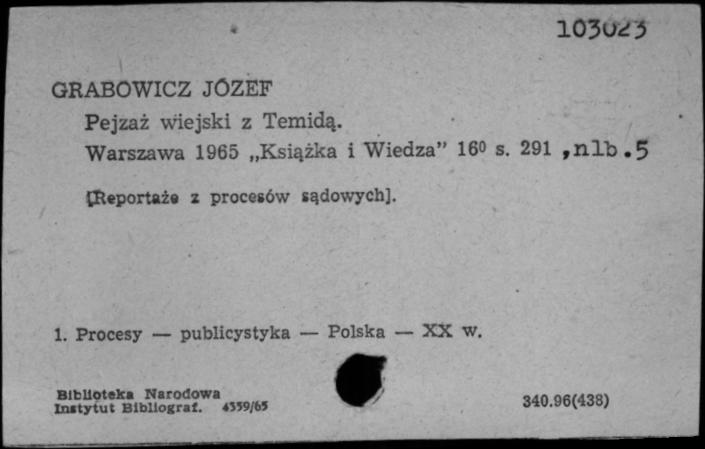 103023
GRABOWICZ JÓZEF
Pejzaż wiejski z Temidą.
Warszawa 1965 „Książka i Wiedza” 16⁰ s. 291 , nlb . 5
[Reportaże z procesów sądowych].
1. Procesy — publicystyka — Polska — XX w.
Biblioteka Narodowa
Instytut Bibliograf. 4359/65
340.96(438)